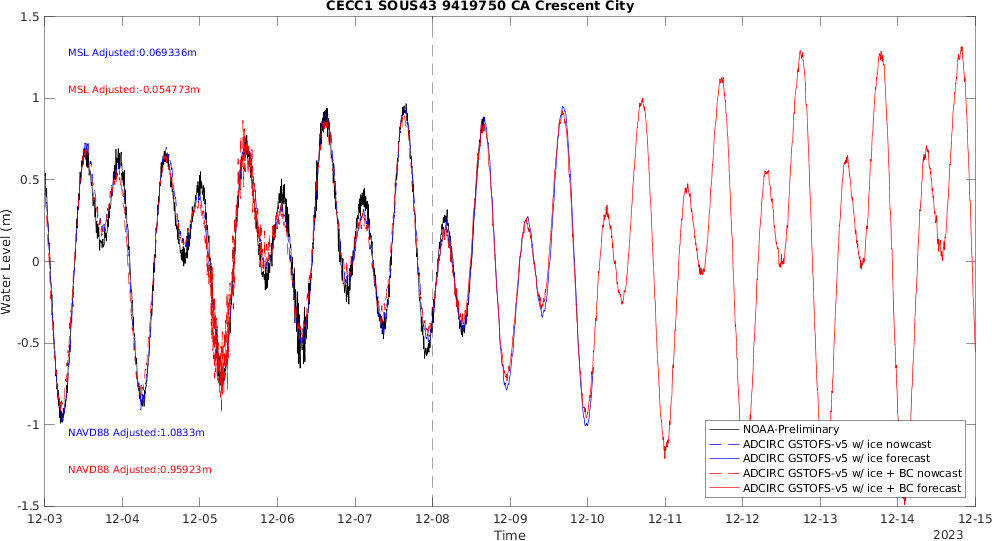 CECC1 SOUS43 9419750 CA Crescent City
1.5
MSL Adjusted:0.069336m
MSL Adjusted:-0.054773m
1
0.5
Water Level (m)
0
-0.5
-1
NAVD88 Adjusted:1.0833m
NAVD88 Adjusted:0.95923m
-1.5
NOAA-Preliminary
ADCIRC GSTOFS-v5 w/ ice nowcast
ADCIRC GSTOFS-v5 w/ ice forecast
ADCIRC GSTOFS-v5 w/ ice + BC nowcast
ADCIRC GSTOFS-v5 w/ ice + BC forecast
12-03 12-04 12-05 12-06 12-07 12-08 12-09 12-10 12-11 12-12 12-13 12-14 12-15
Time
2023